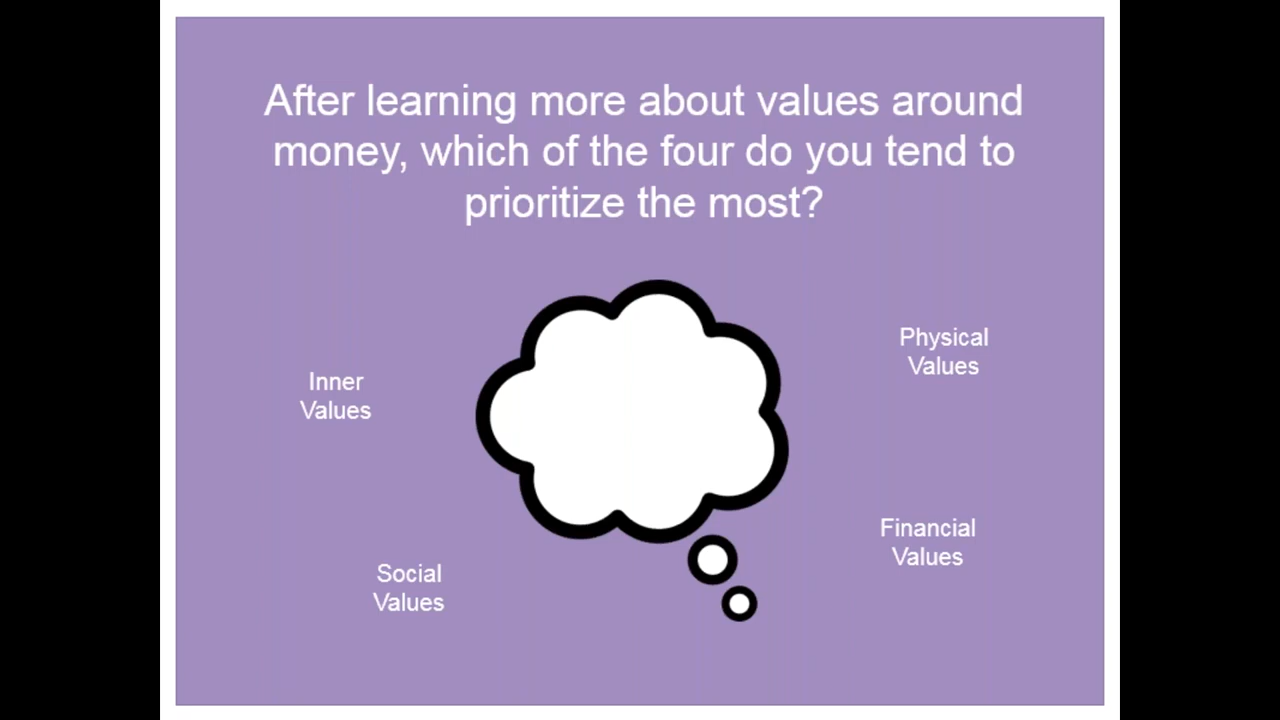 After learning more about values around
money, which of the four do you tend to
prioritize the most?
Inner
Values
Physical
Values
Social
Values
Financial
Values